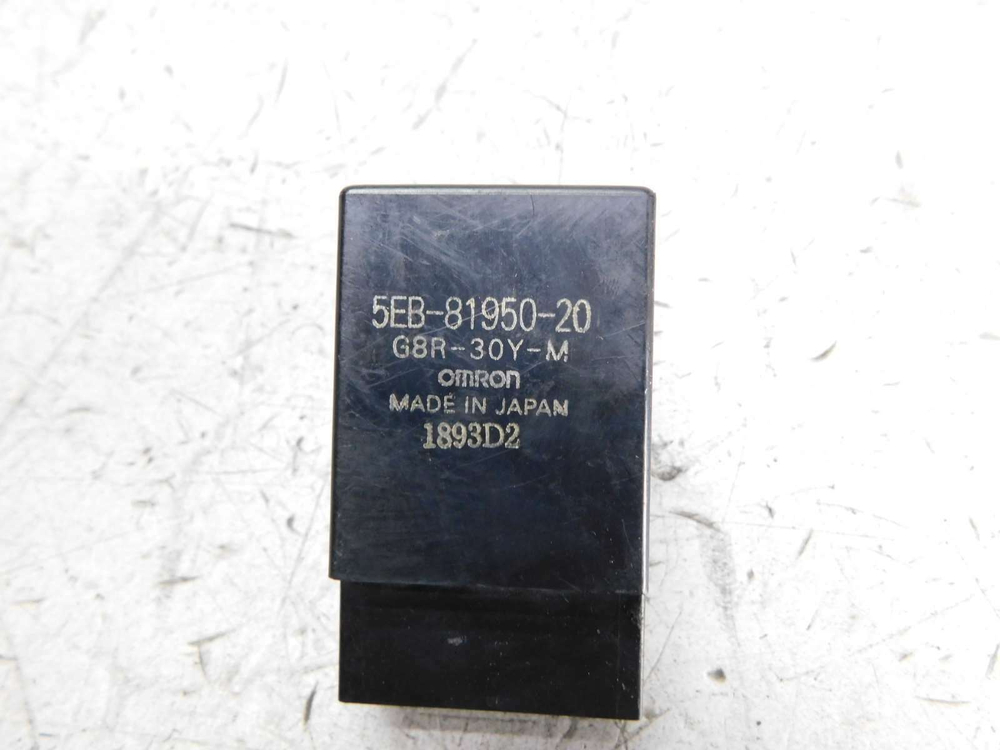 5EB-81950-20
G8R-30Y-M
omron
MADE IN JAPAN
1893D2